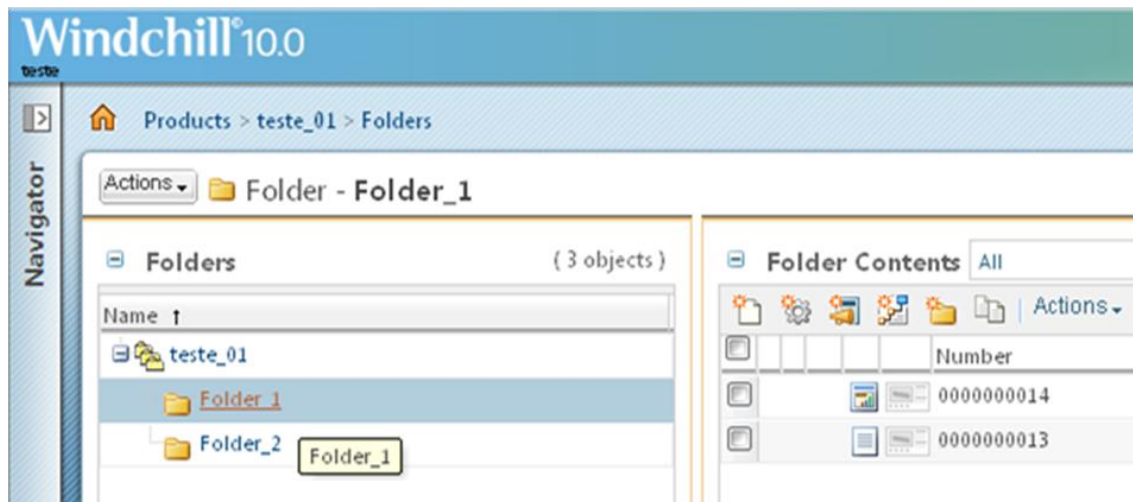 Windchill®10.0
teste
Products > teste_01 > Folders
Navigator
Actions Folder - Folder_1
Folders ( 3 objects )
Name
teste_01
Folder_1
Folder_2
Folder_1
Folder Contents All
Actions
Number
0000000014
0000000013